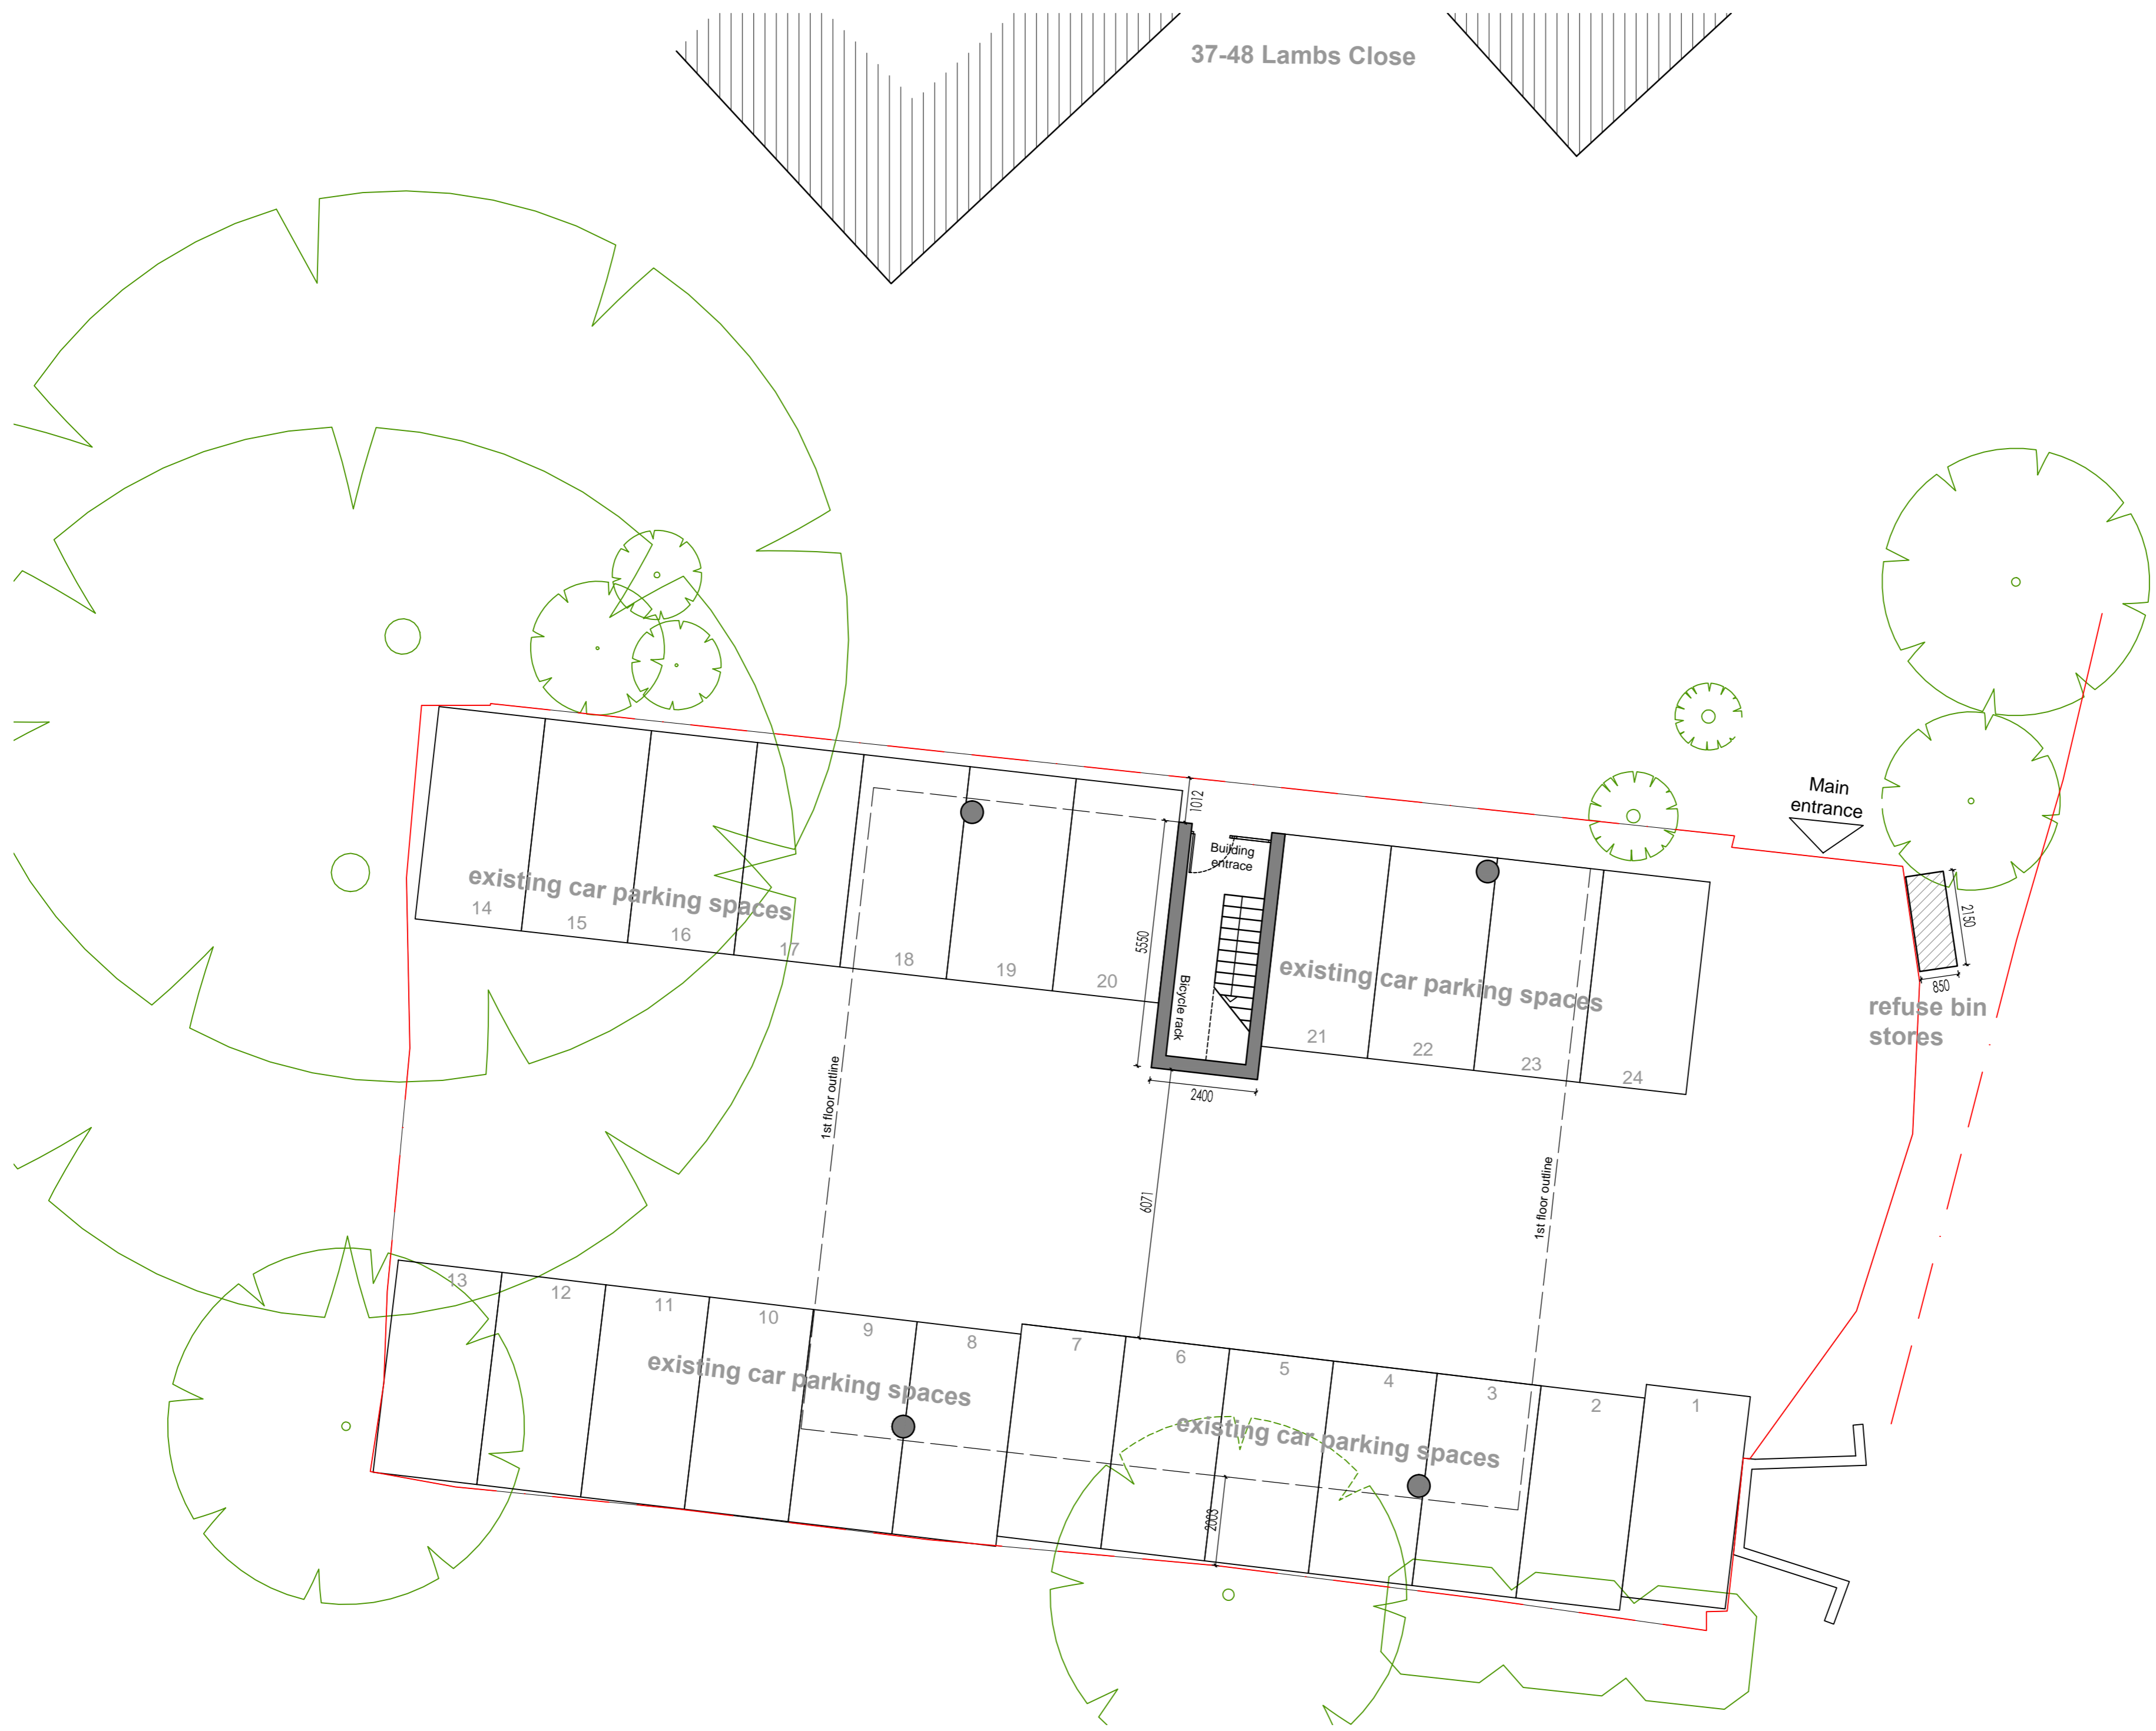 37-48 Lambs Close
Main
entrance
1012
Building
entrace
existing car parking spaces
14
15
16
17
18
19
20
5550
Bicycle rack
2400
existing car parking spaces
21
22
23
24
2150
850
refuse bin
stores
1st floor outline
6071
1st floor outline
13
12
11
10
9
8
7
6
5
4
3
2
1
existing car parking spaces
existing car parking spaces
2003